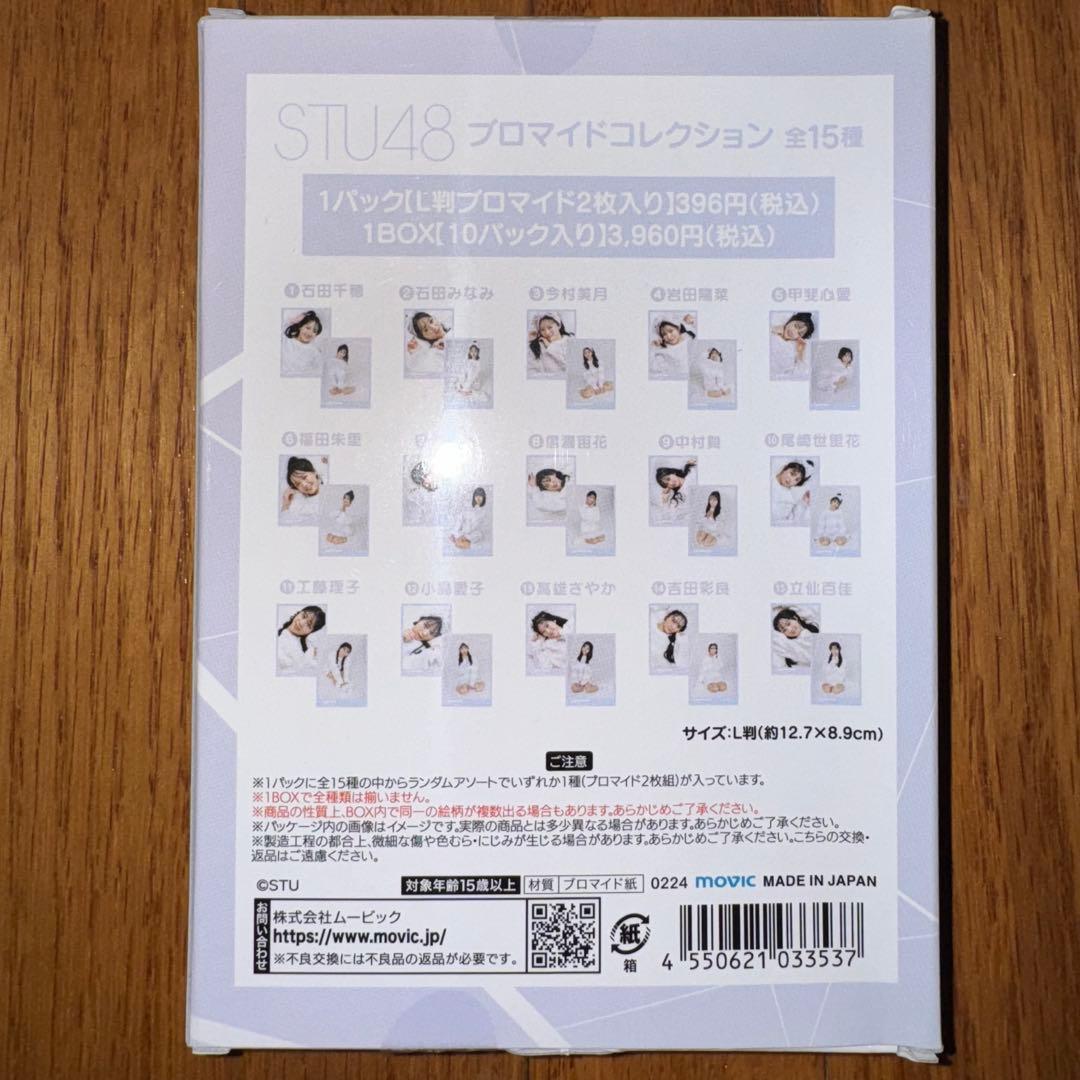 STU48 ブロマイドコレクション 全15種
1パック【L判ブロマイド2枚入り】396円(税込)
1BOX【10パック入り】3,960円(税込)
①石田千穂 ②石田みなみ ③今村美月 ④岩田陽菜 ⑤甲斐心愛
⑥福田朱里 ⑧信濃宙花 ⑨中村舞 ⑩尾崎世里花
⑪工藤理子 ⑫小島愛子 ⑬高雄さやか ⑭吉田彩良 ⑮立仙百佳
サイズ:L判(約12.7×8.9cm)
ご注意
※1パックに全15種の中からランダムアソートでいずれか1種(ブロマイド2枚組)が入っています。
※1BOXで全種類は揃いません。
※商品の性質上、BOX内で同一の絵柄が複数出る場合もあります。あらかじめご了承ください。
※パッケージ内の画像はイメージです。実際の商品とは多少異なる場合があります。あらかじめご了承ください。
※製造工程の都合上、微細な傷や色むら・にじみが生じる場合があります。あらかじめご了承ください。こちらの交換・
返品はご遠慮ください。
©STU 対象年齢15歳以上 材質 ブロマイド紙 0224 movic MADE IN JAPAN
お問い合わせ
株式会社ムービック
https://www.movic.jp/
※不良交換には不良品の返品が必要です。
紙
箱
4 550621 033537